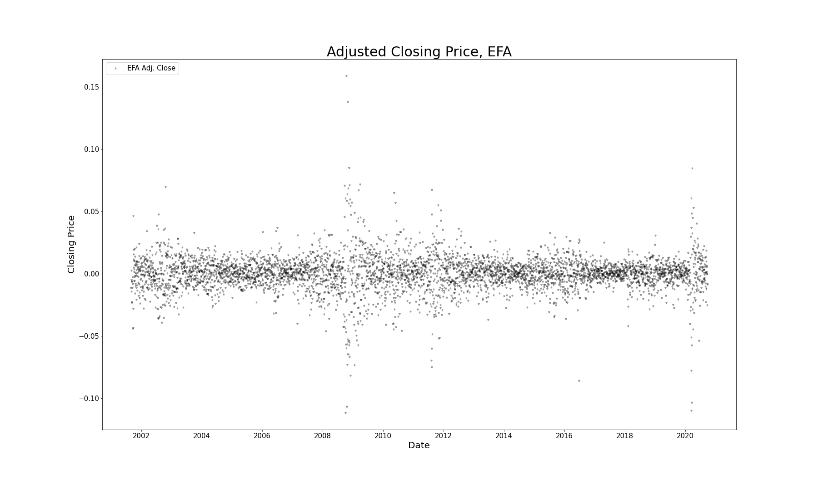 Adjusted Closing Price, EFA
EFA Adj. Close
Closing Price
0.15
0.10
0.05
0.00
−0.05
−0.10
2002 2004 2006 2008 2010 2012 2014 2016 2018 2020
Date